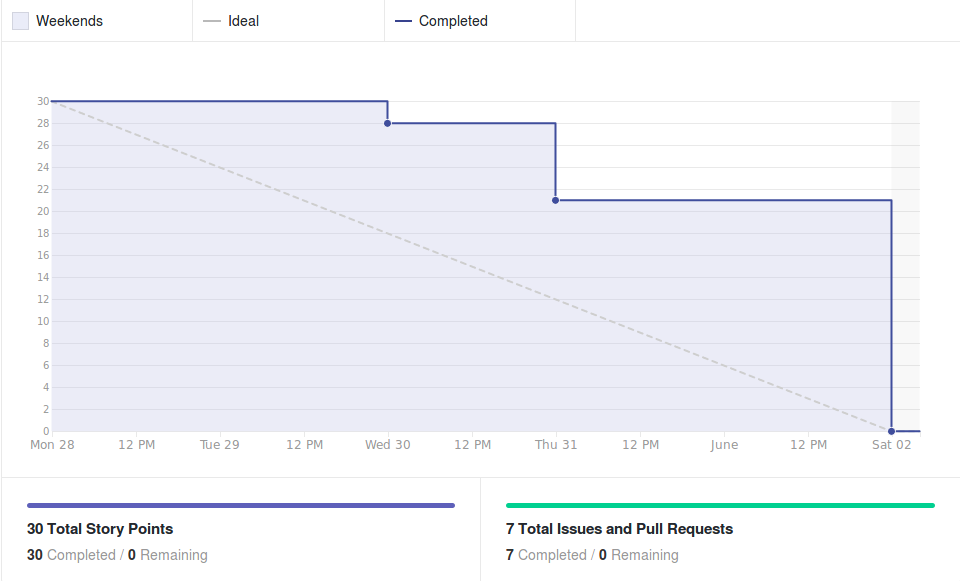 Weekends Ideal Completed
30
28
26
24
22
20
18
16
14
12
10
8
6
4
2
0
Mon 28 12 PM Tue 29 12 PM Wed 30 12 PM Thu 31 12 PM June 12 PM Sat 02
30 Total Story Points
30 Completed / 0 Remaining
7 Total Issues and Pull Requests
7 Completed / 0 Remaining